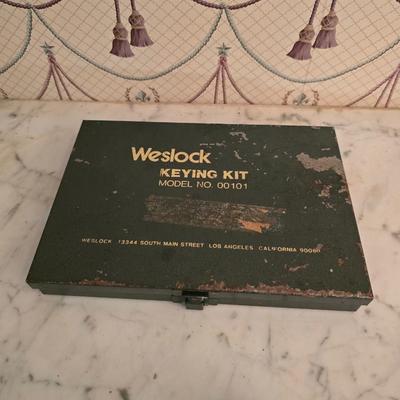 Weslock
KEYING KIT
MODEL NO. 00101
WESLOCK 13344 SOUTH MAIN STREET LOS ANGELES CALIFORNIA